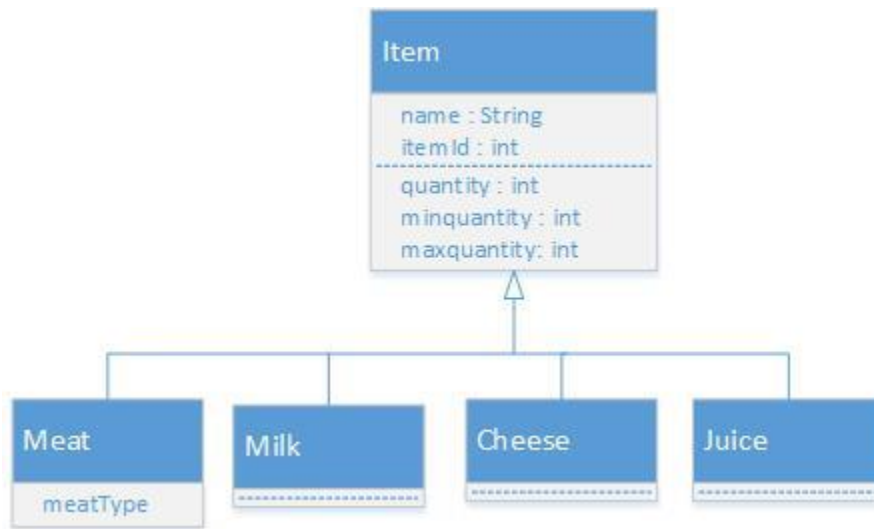 Item
name : String
itemId : int
quantity : int
minquantity : int
maxquantity: int
Meat
meatType
Milk
Cheese
Juice